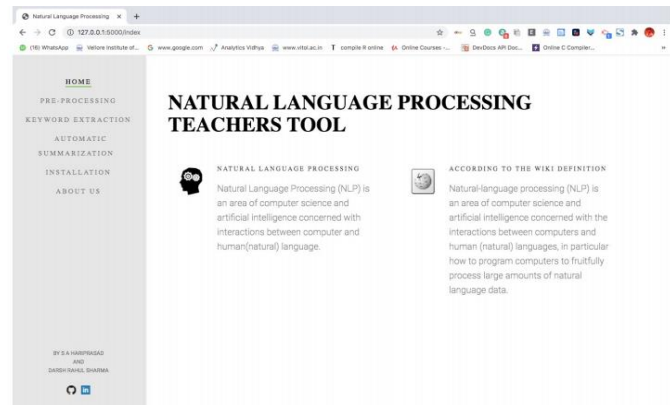 Natural Language Processing
127.0.0.1:5000/index
(16) WhatsApp
Vellore Institute of...
www.google.com
Analytics Vidhya
www.vitol.ac.in
compile R online
Online Courses -...
DevDocs API Doc...
Online C Compiler...
HOME
PRE-PROCESSING
KEYWORD EXTRACTION
AUTOMATIC
SUMMARIZATION
INSTALLATION
ABOUT US
NATURAL LANGUAGE PROCESSING
TEACHERS TOOL
NATURAL LANGUAGE PROCESSING
Natural Language Processing (NLP) is
an area of computer science and
artificial intelligence concerned with
interactions between computer and
human(natural) language.
ACCORDING TO THE WIKI DEFINITION
Natural-language processing (NLP) is
an area of computer science and
artificial intelligence concerned with the
interactions between computers and
human (natural) languages, in particular
how to program computers to fruitfully
process large amounts of natural
language data.
BY S A HARIPRASAD
AND
DARSH RAHUL SHARMA
in